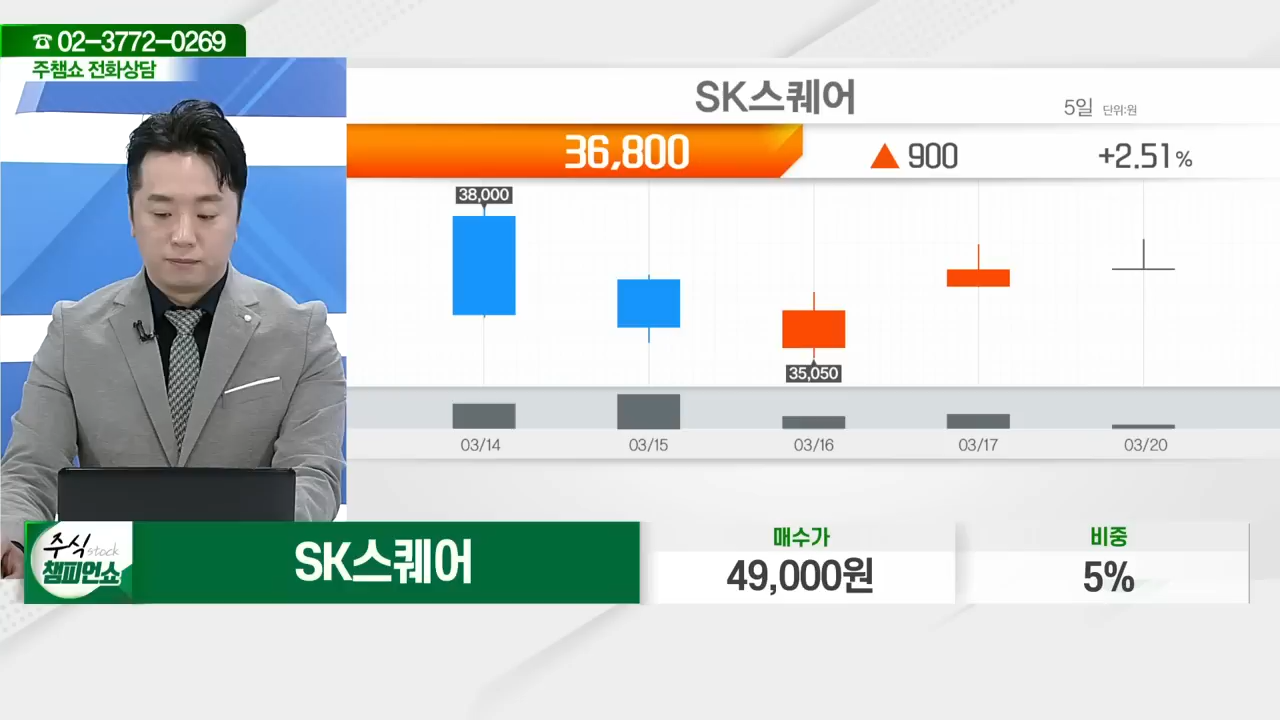 ☎ 02-3772-0269
주챔쇼 전화상담
SK스퀘어
5일 단위:원
36,800 ▲ 900 +2.51%
38,000
35,050
03/14 03/15 03/16 03/17 03/20
주식 stock
챔피언쇼
SK스퀘어
매수가
49,000원
비중
5%